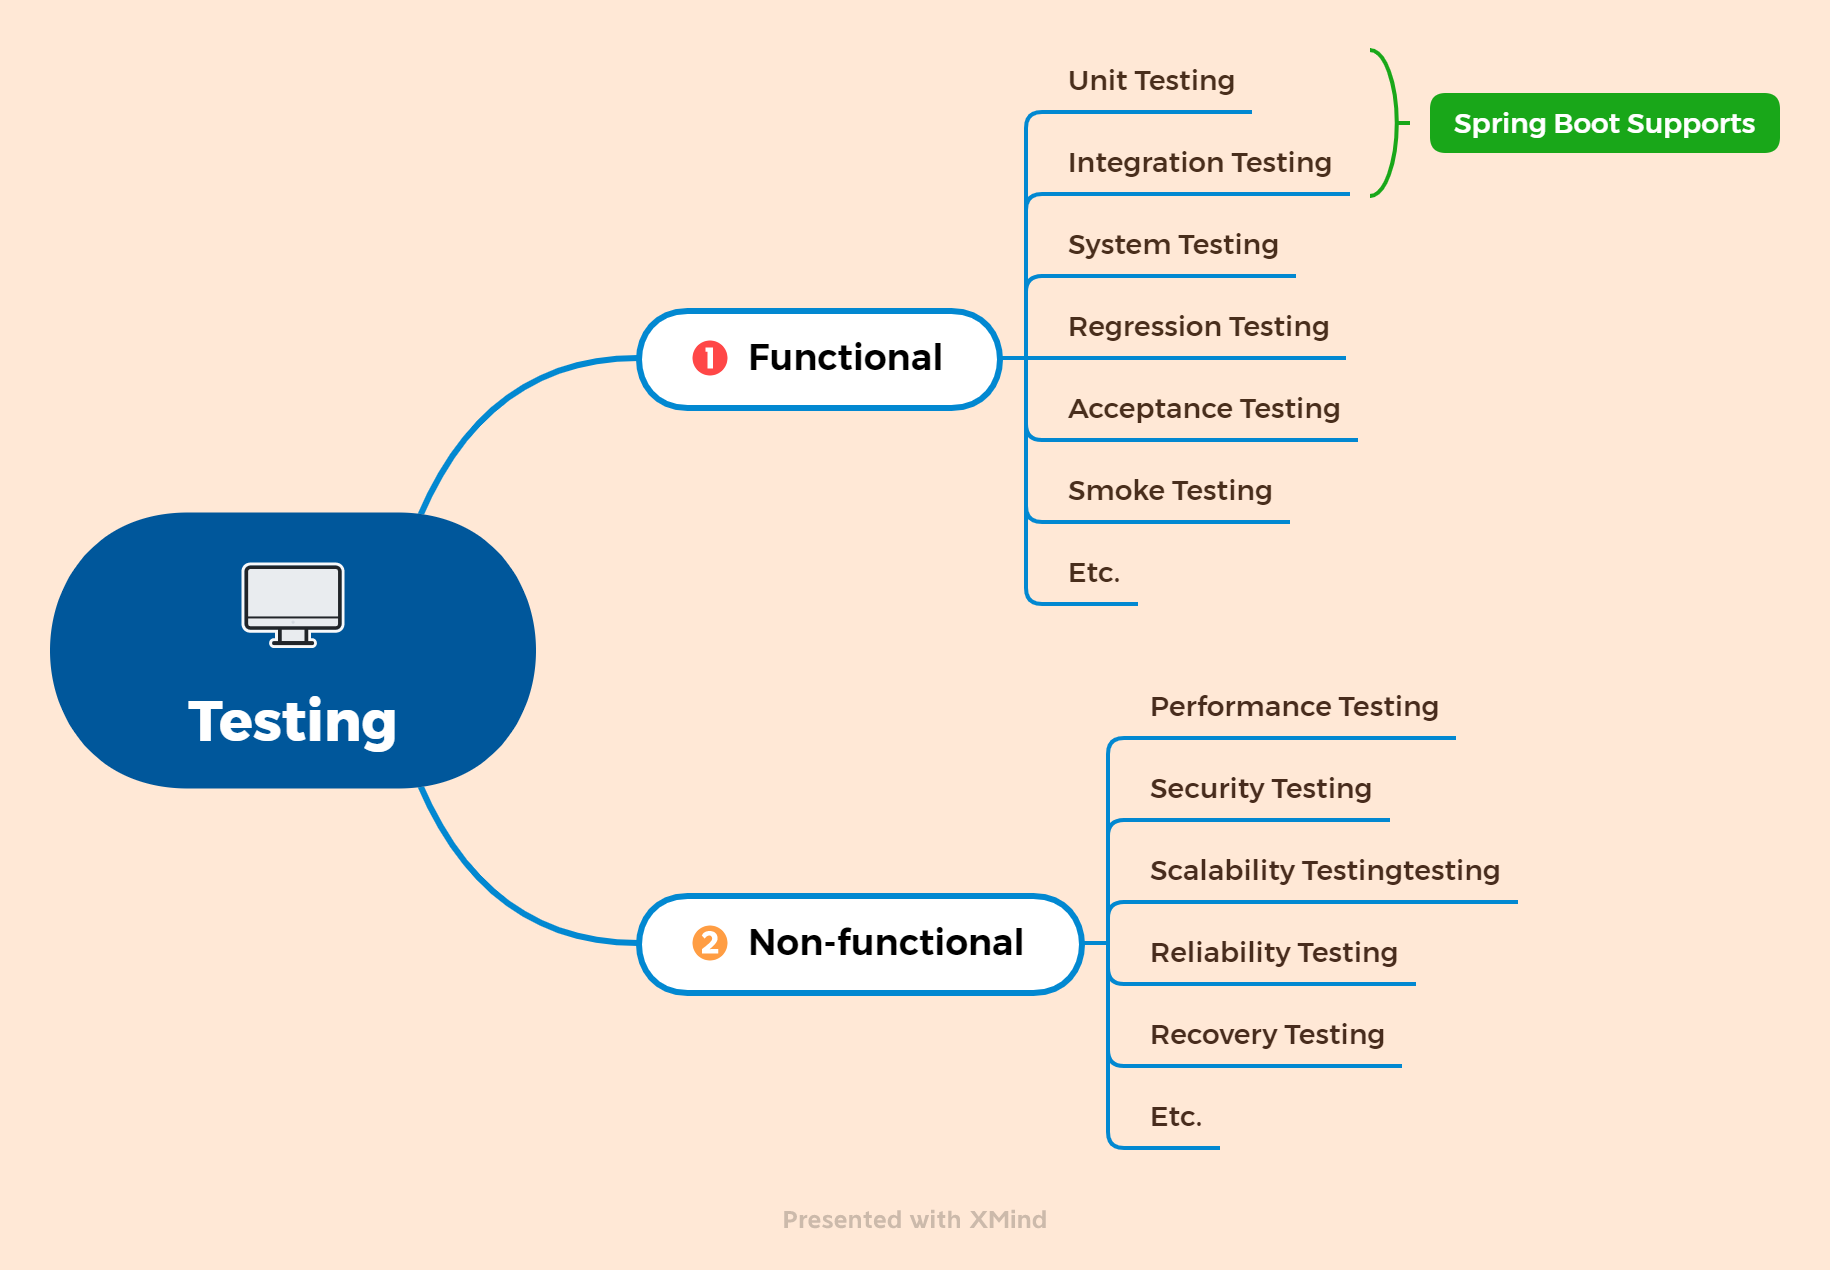 Testing
1 Functional
Unit Testing
Integration Testing
Spring Boot Supports
System Testing
Regression Testing
Acceptance Testing
Smoke Testing
Etc.
2 Non-functional
Performance Testing
Security Testing
Scalability Testingtesting
Reliability Testing
Recovery Testing
Etc.
Presented with XMind